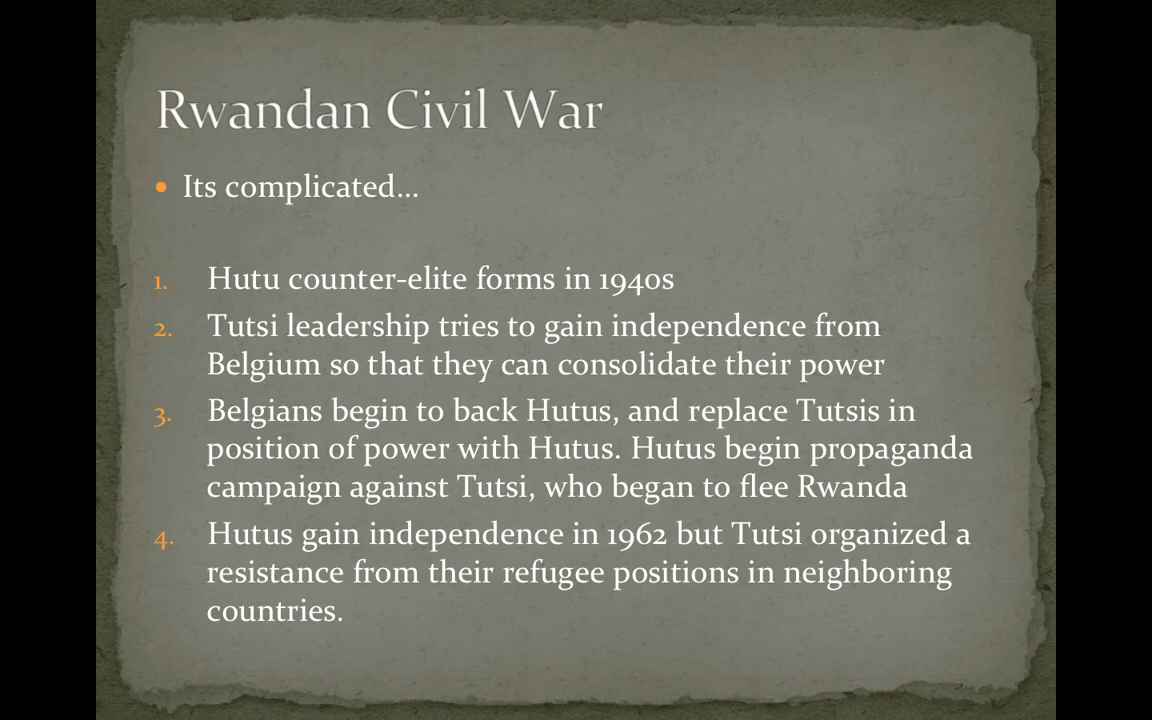 Rwandan Civil War
• Its complicated...
1. Hutu counter-elite forms in 1940s
2. Tutsi leadership tries to gain independence from
Belgium so that they can consolidate their power
3. Belgians begin to back Hutus, and replace Tutsis in
position of power with Hutus. Hutus begin propaganda
campaign against Tutsi, who began to flee Rwanda
4. Hutus gain independence in 1962 but Tutsi organized a
resistance from their refugee positions in neighboring
countries.